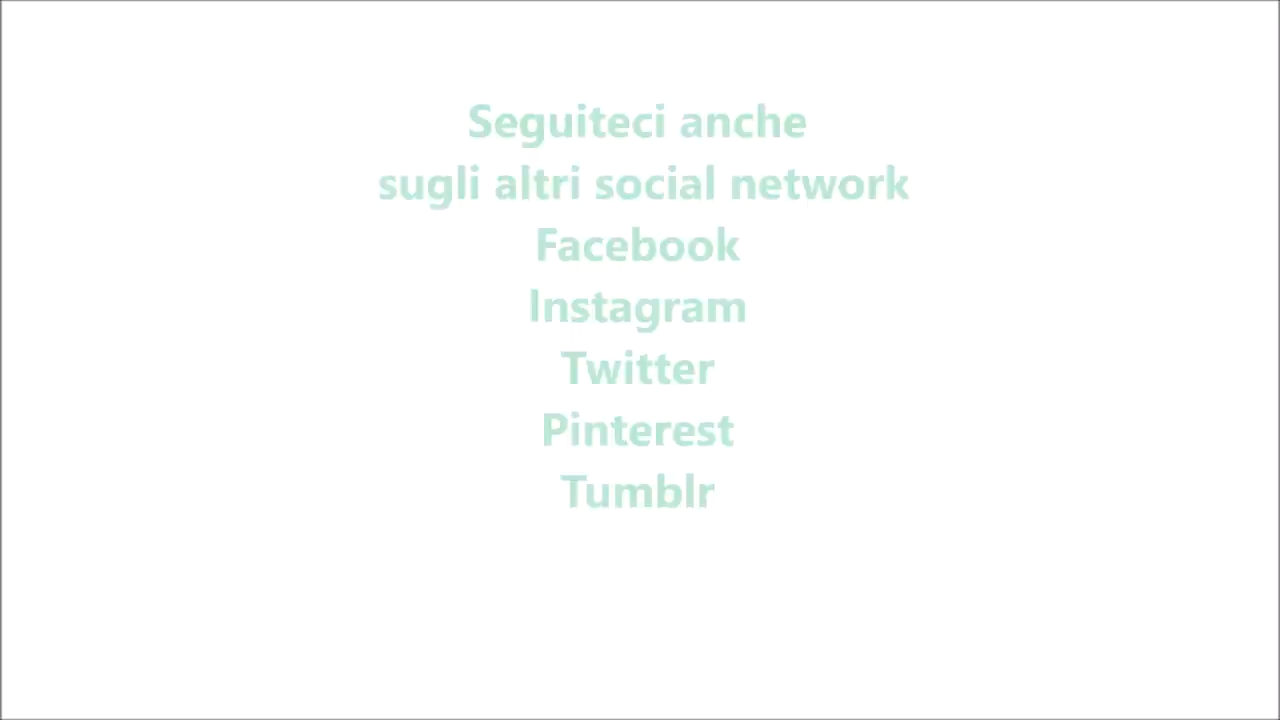 Seguiteci anche
sugli altri social network
Facebook
Instagram
Twitter
Pinterest
Tumblr